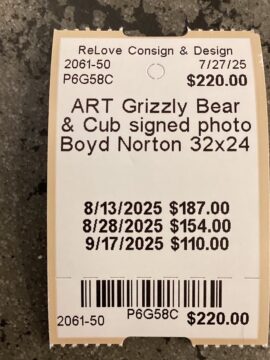 ReLove Consign & Design
2061-50 7/27/25
P6G58C $220.00
ART Grizzly Bear
& Cub signed photo
Boyd Norton 32x24
8/13/2025 $187.00
8/28/2025 $154.00
9/17/2025 $110.00
P6G58C
2061-50 $220.00